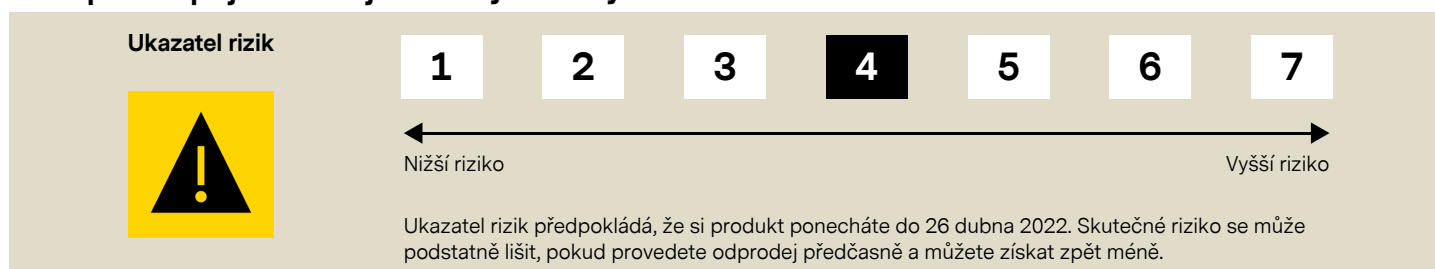 Ukazatel rizik
1 2 3 4 5 6 7
Nižší riziko Vyšší riziko
Ukazatel rizik předpokládá, že si produkt ponecháte do 26 dubna 2022. Skutečné riziko se může
podstatně lišit, pokud provedete odprodej předčasně a můžete získat zpět méně.